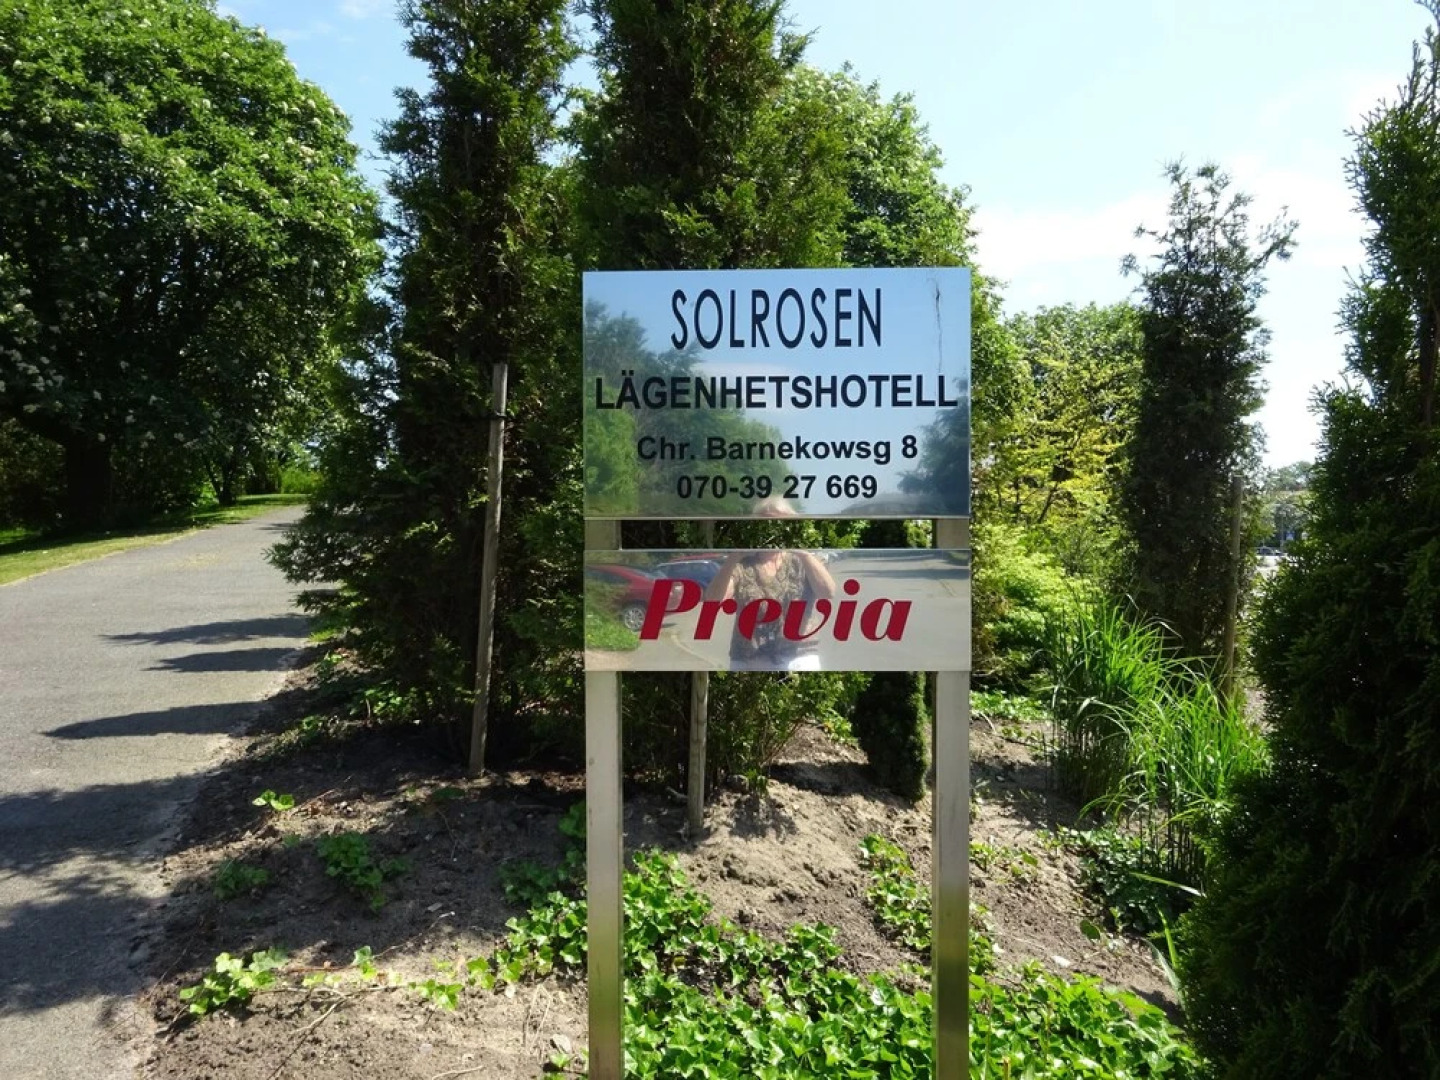 SOLROSEN
LÄGENHETSHOTELL
Chr. Barnekowsg 8
070-39 27 669
Previa